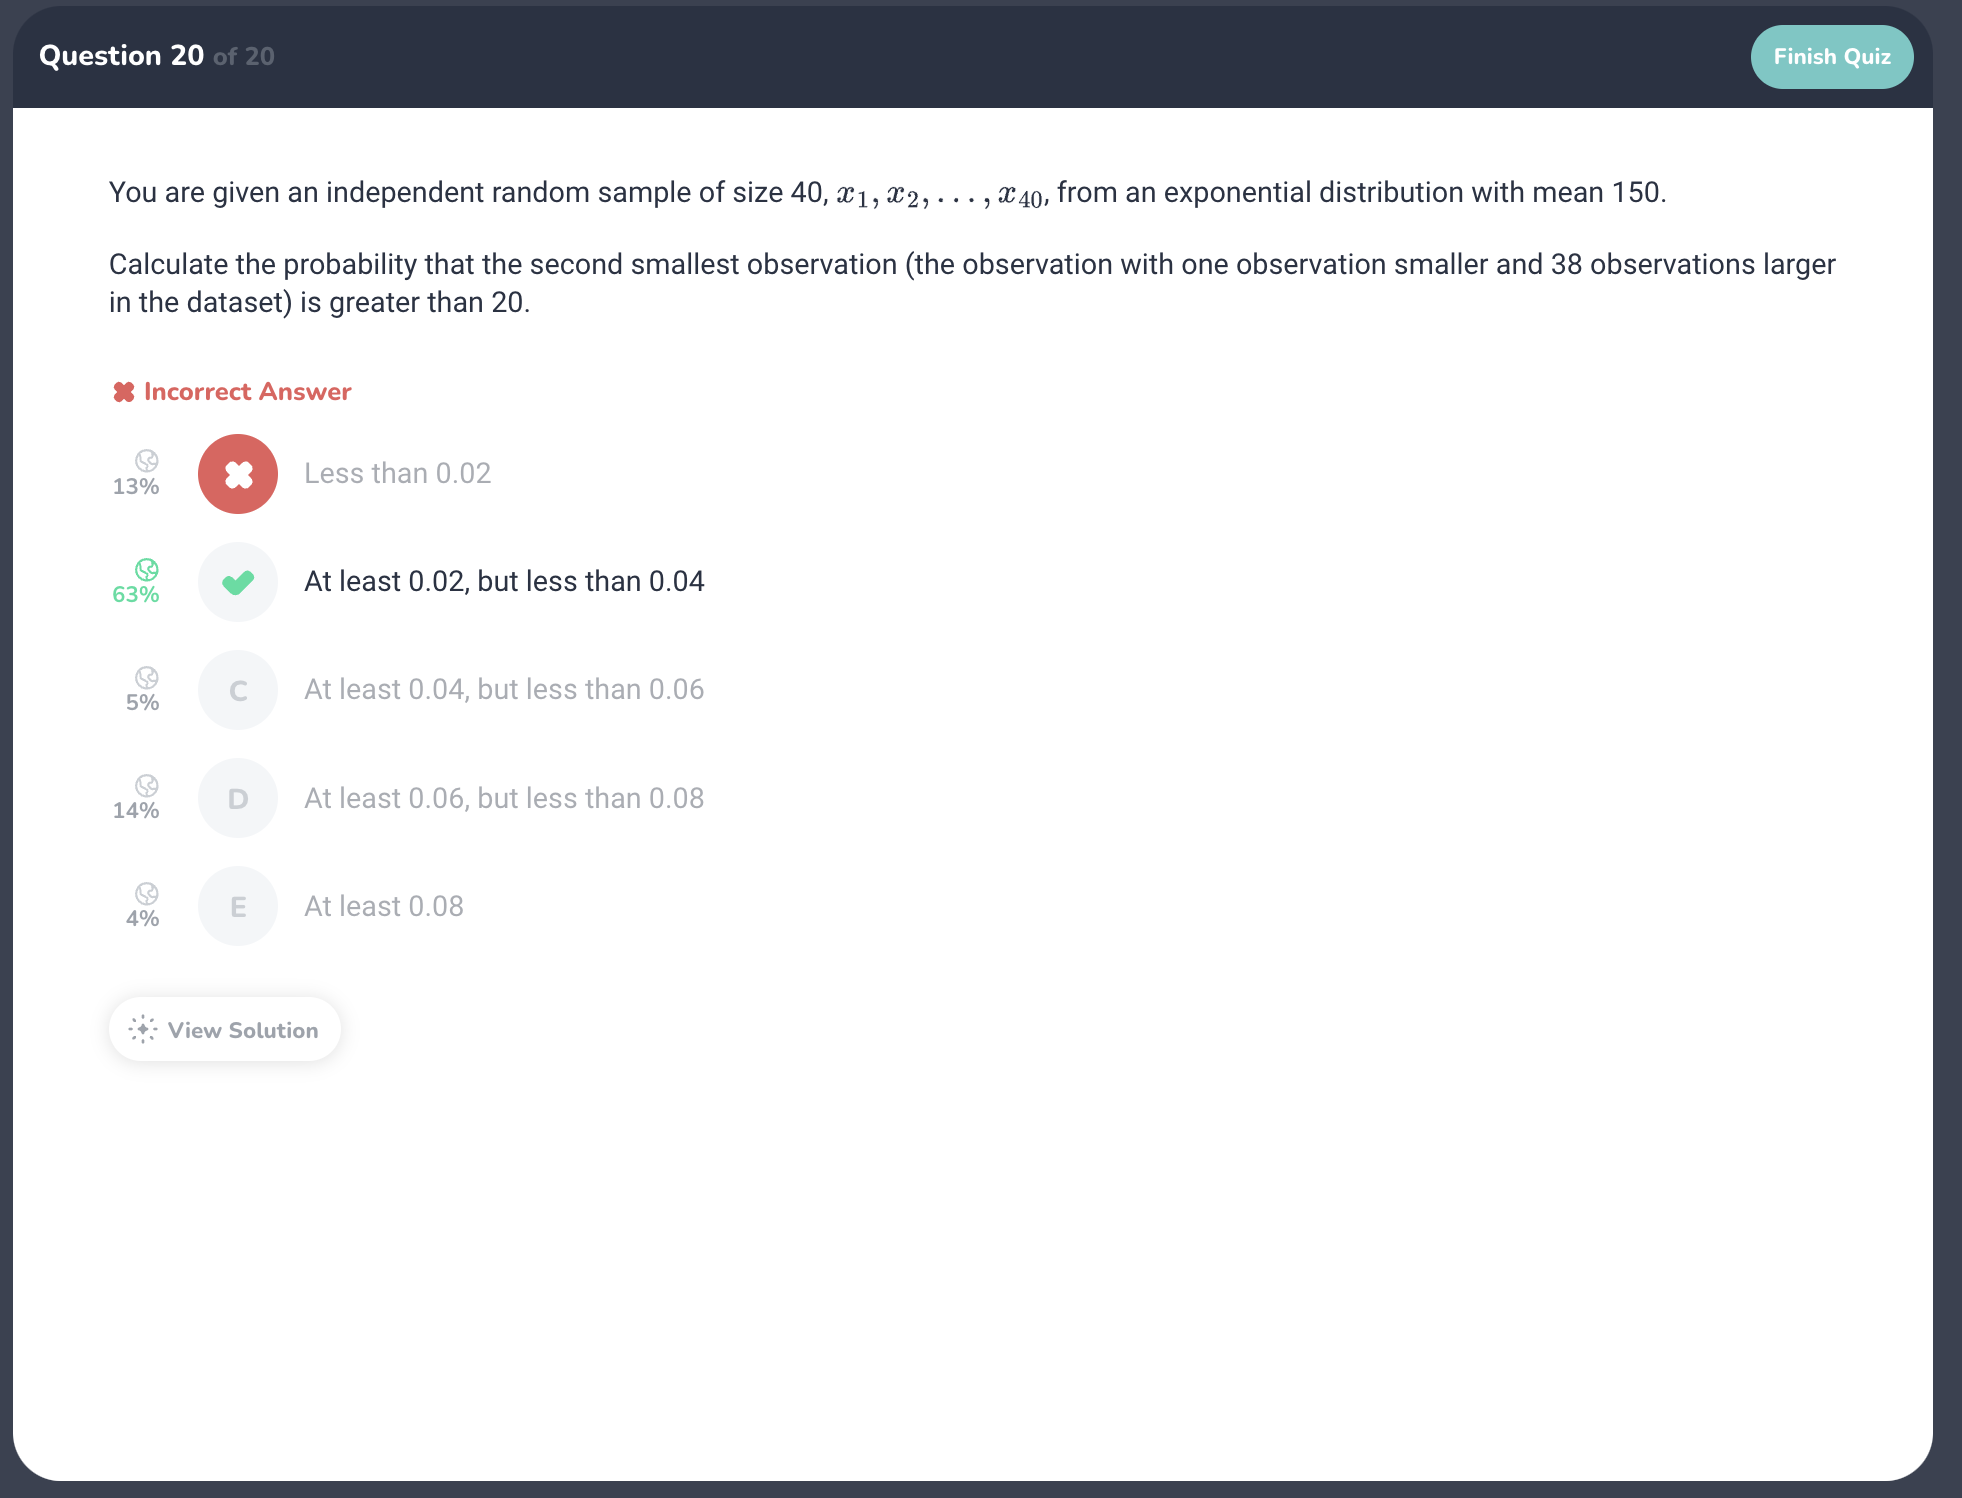 Question 20 of 20
Finish Quiz
You are given an independent random sample of size 40, x₁, x₂, . . . , x₄₀, from an exponential distribution with mean 150.
Calculate the probability that the second smallest observation (the observation with one observation smaller and 38 observations larger
in the dataset) is greater than 20.
Incorrect Answer
13%
Less than 0.02
63%
At least 0.02, but less than 0.04
5%
C
At least 0.04, but less than 0.06
14%
D
At least 0.06, but less than 0.08
4%
E
At least 0.08
View Solution